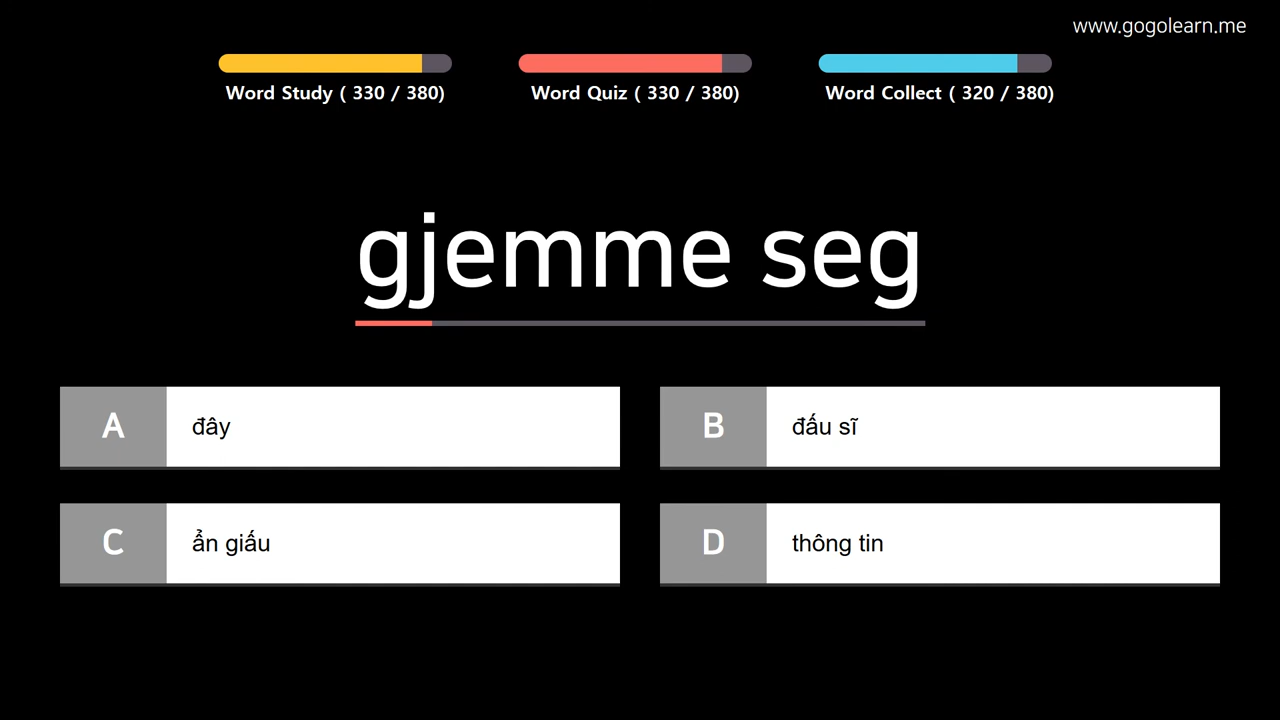 www.gogolearn.me
Word Study ( 330 / 380)
Word Quiz ( 330 / 380)
Word Collect ( 320 / 380)
gjemme seg
A đây
B đấu sĩ
C ẩn giấu
D thông tin